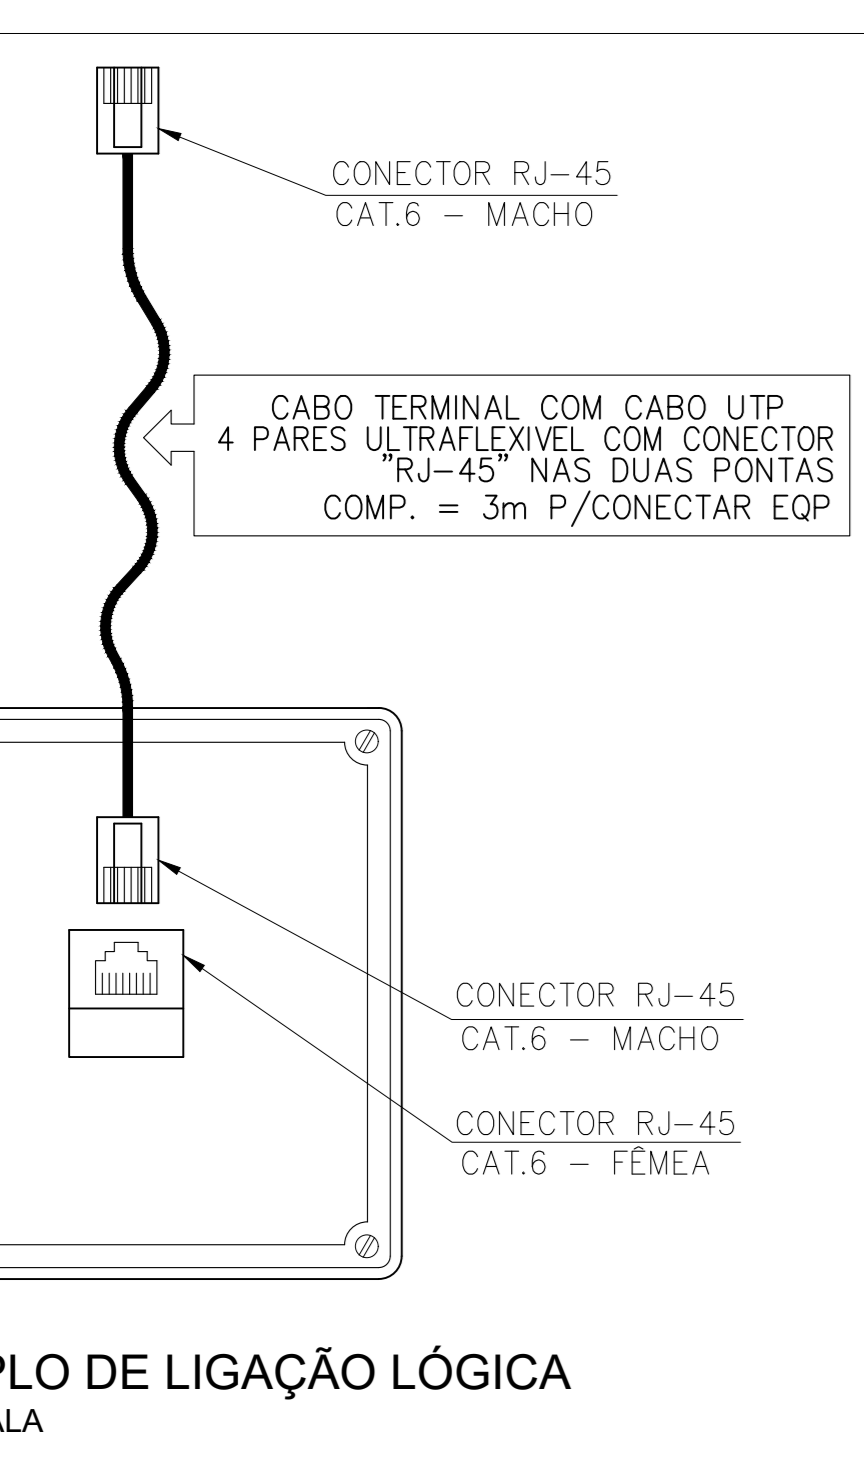 CONECTOR RJ-45
CAT.6 - MACHO
CABO TERMINAL COM CABO UTP
4 PARES ULTRAFLEXIVEL COM CONECTOR
"RJ-45" NAS DUAS PONTAS
COMP. = 3m P/CONECTAR EQP
CONECTOR RJ-45
CAT.6 - MACHO
CONECTOR RJ-45
CAT.6 - FÊMEA
PLO DE LIGAÇÃO LÓGICA
ALA